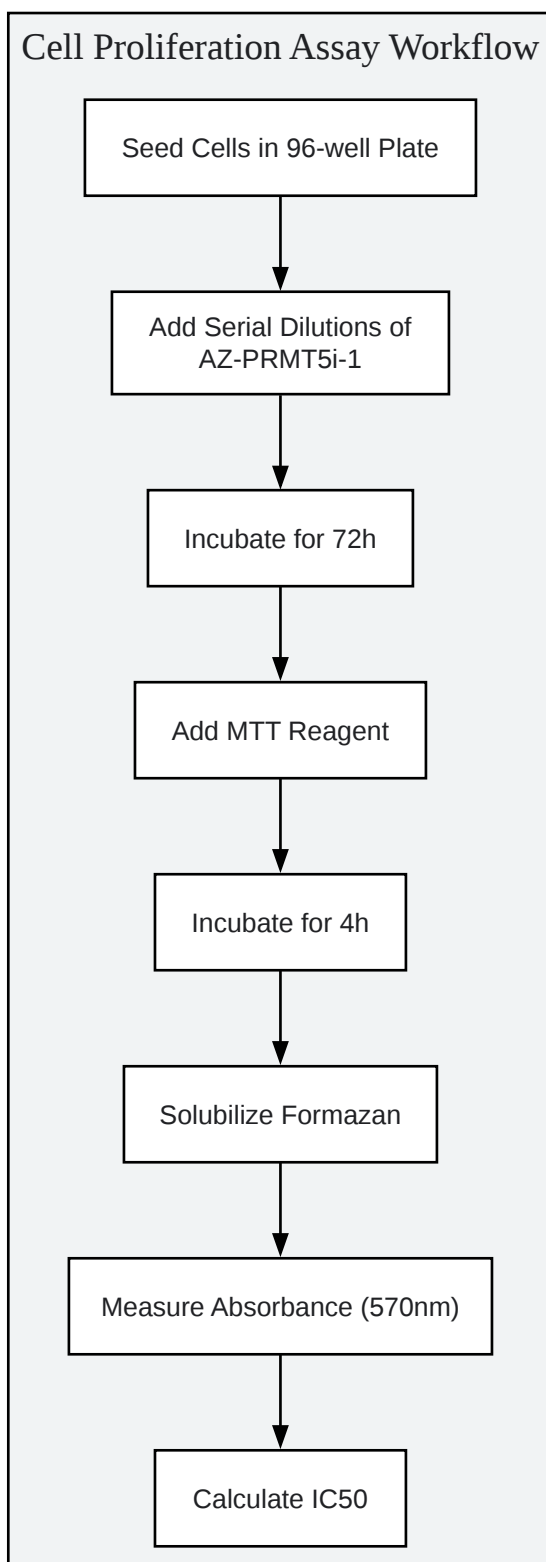 Cell Proliferation Assay Workflow
Seed Cells in 96-well Plate
Add Serial Dilutions of
AZ-PRMT5i-1
Incubate for 72h
Add MTT Reagent
Incubate for 4h
Solubilize Formazan
Measure Absorbance (570nm)
Calculate IC50